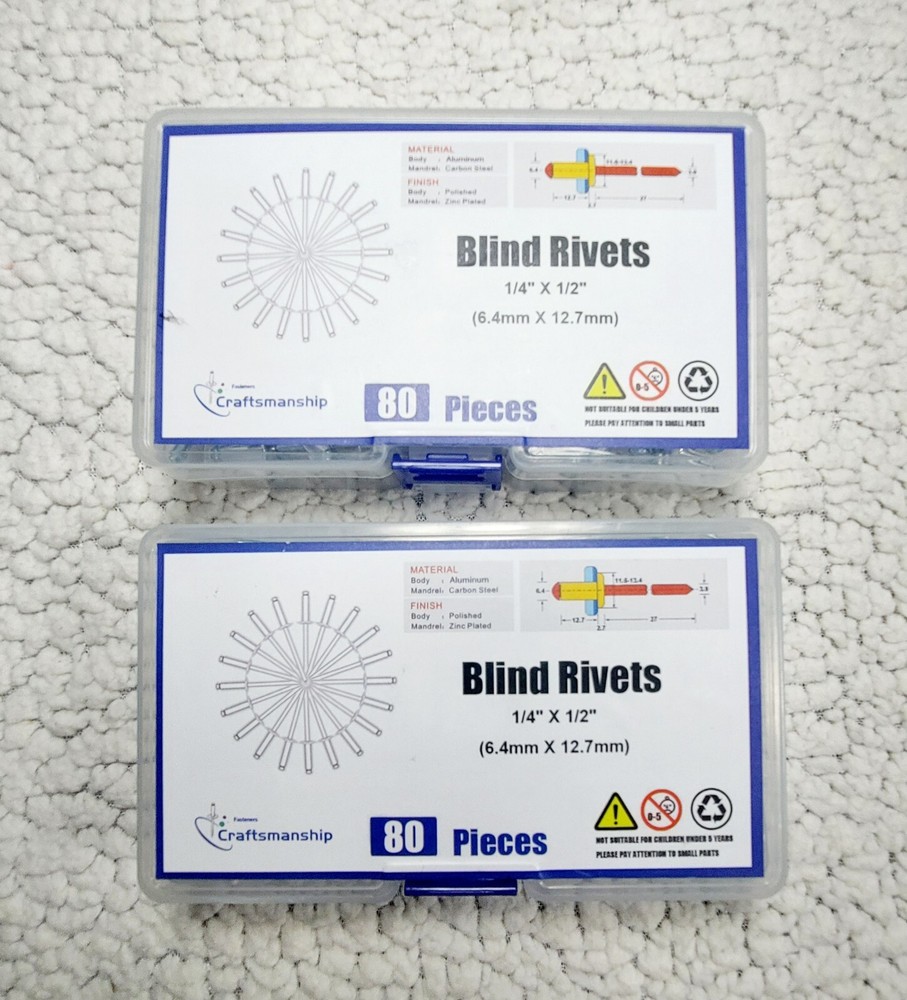 MATERIAL
Body : Aluminum
Mandrel: Carbon Steel
FINISH
Body : Polished
Mandrel: Zinc Plated
6.4
11.8-13.4
12.7
2.7
27
Blind Rivets
1/4" X 1/2"
(6.4mm X 12.7mm)
Fasteners
Craftsmanship
80 Pieces
0-5
NOT SUITABLE FOR CHILDREN UNDER 5 YEARS
PLEASE PAY ATTENTION TO SMALL PARTS
MATERIAL
Body : Aluminum
Mandrel: Carbon Steel
FINISH
Body : Polished
Mandrel: Zinc Plated
6.4
11.8-13.4
3.8
12.7
2.7
27
Blind Rivets
1/4" X 1/2"
(6.4mm X 12.7mm)
Fasteners
Craftsmanship
80 Pieces
0-5
NOT SUITABLE FOR CHILDREN UNDER 5 YEARS
PLEASE PAY ATTENTION TO SMALL PARTS